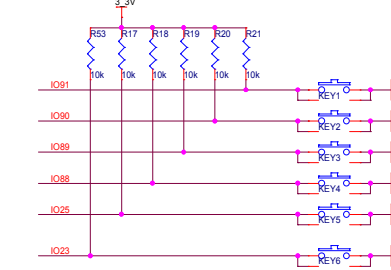 3_3V
R53 R17 R18 R19 R20 R21
10k 10k 10k 10k 10k 10k
IO91
KEY1
IO90
KEY2
IO89
KEY3
IO88
KEY4
IO25
KEY5
IO23
KEY6